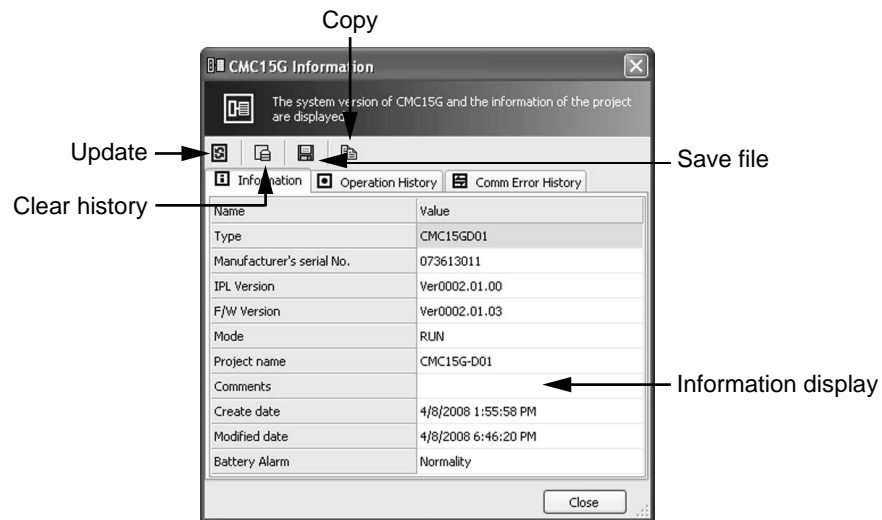 Copy
CMC15G Information
The system version of CMC15G and the information of the project
are displayed.
Update
Save file
Information
Operation History
Comm Error History
Clear history
Name Value
Type CMC15GD01
Manufacturer's serial No. 073613011
IPL Version Ver0002.01.00
F/W Version Ver0002.01.03
Mode RUN
Project name CMC15G-D01
Comments
Information display
Create date 4/8/2008 1:55:58 PM
Modified date 4/8/2008 6:46:20 PM
Battery Alarm Normality
Close